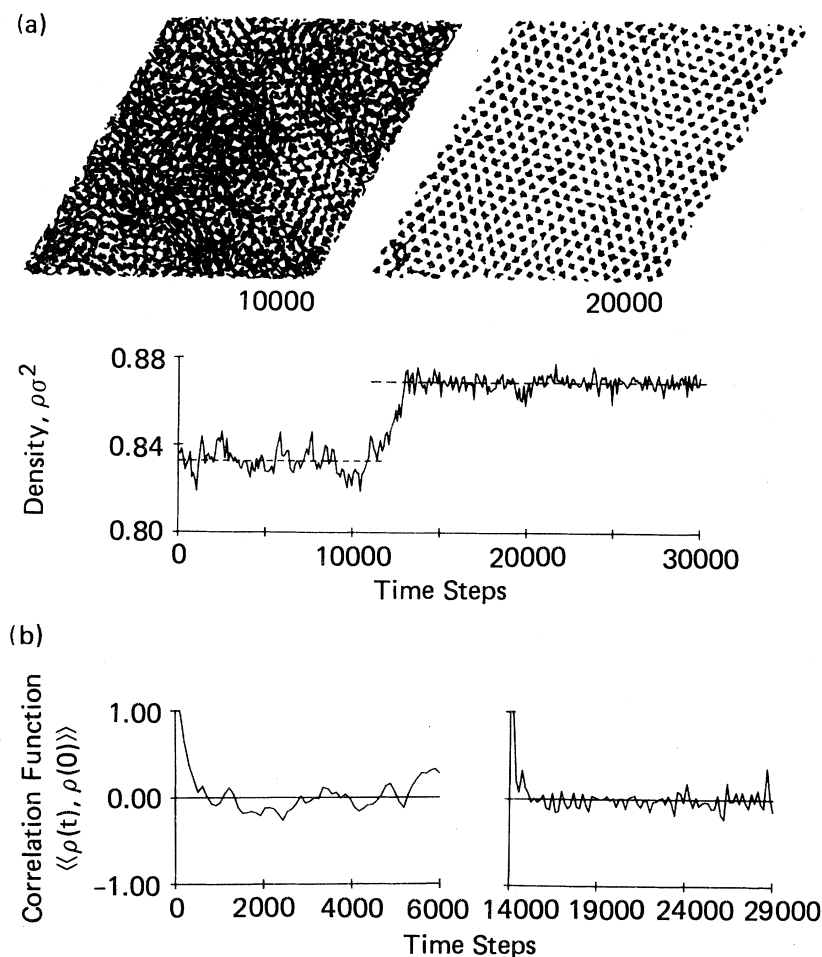 (a)
10000 20000
Density, ρσ²
0.88
0.84
0.80
0 10000 20000 30000
Time Steps
(b)
Correlation Function
⟨⟨ρ(t), ρ(0)⟩⟩
1.00
0.00
−1.00
0 2000 4000 6000 14000 19000 24000 29000
Time Steps